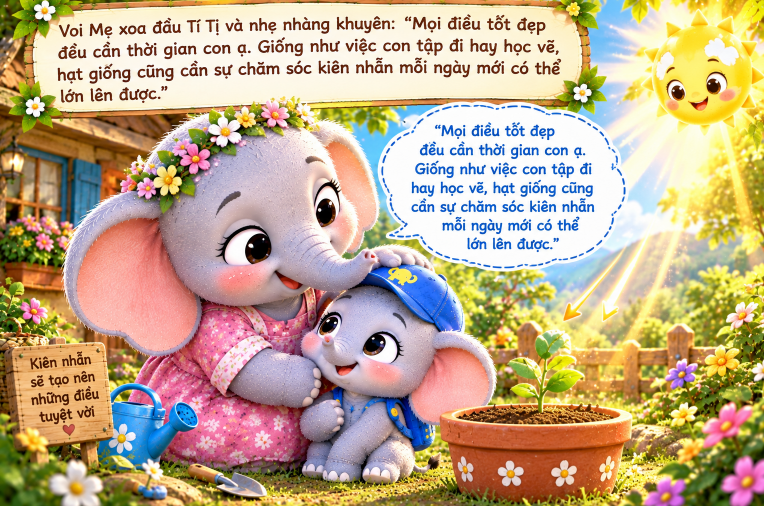 Voi Mẹ xoa đầu Tí Tị và nhẹ nhàng khuyên: “Mọi điều tốt đẹp
đều cần thời gian con ạ. Giống như việc con tập đi hay học vẽ,
hạt giống cũng cần sự chăm sóc kiên nhẫn mỗi ngày mới có thể
lớn lên được.”
“Mọi điều tốt đẹp
đều cần thời gian con ạ.
Giống như việc con tập đi
hay học vẽ, hạt giống cũng
cần sự chăm sóc kiên nhẫn
mỗi ngày mới có thể
lớn lên được.”
Kiên nhẫn
sẽ tạo nên
những điều
tuyệt vời